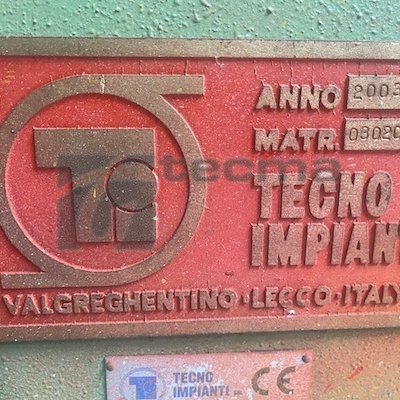 ANNO 2003
MATR. 03020
tecma
TECNO
IMPIANT
VALGREGHENTINO·LECCO·ITALY
TECNO
IMPIANTI CE